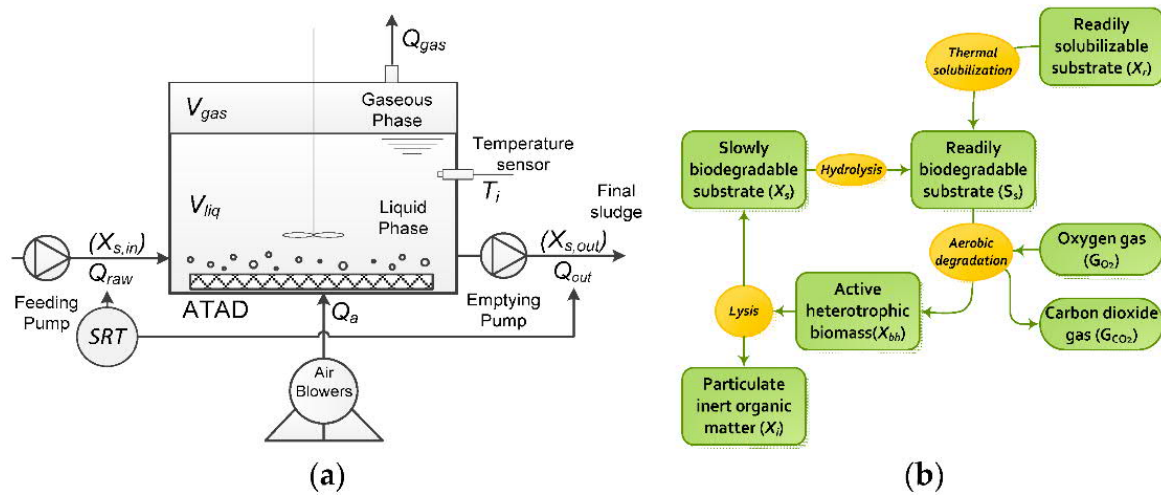 Q_gas
V_gas
Gaseous
Phase
Temperature
sensor
T_i
V_liq
Liquid
Phase
Final
sludge
(X_s,in)
Q_raw
(X_s,out)
Q_out
Feeding
Pump
ATAD
Q_a
Emptying
Pump
SRT
Air
Blowers
(a)
Readily
solubilizable
substrate (X_r)
Thermal
solubilization
Slowly
biodegradable
substrate (X_s)
Hydrolysis
Readily
biodegradable
substrate (S_s)
Aerobic
degradation
Oxygen gas
(G_O2)
Carbon dioxide
gas (G_CO2)
Active
heterotrophic
biomass(X_bh)
Lysis
Particulate
inert organic
matter (X_i)
(b)